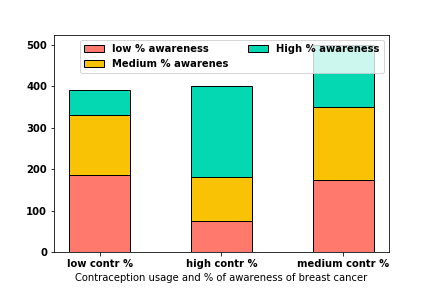 500
400
300
200
100
0
low % awareness
Medium % awarenes
High % awareness
low contr %
high contr %
medium contr %
Contraception usage and % of awareness of breast cancer